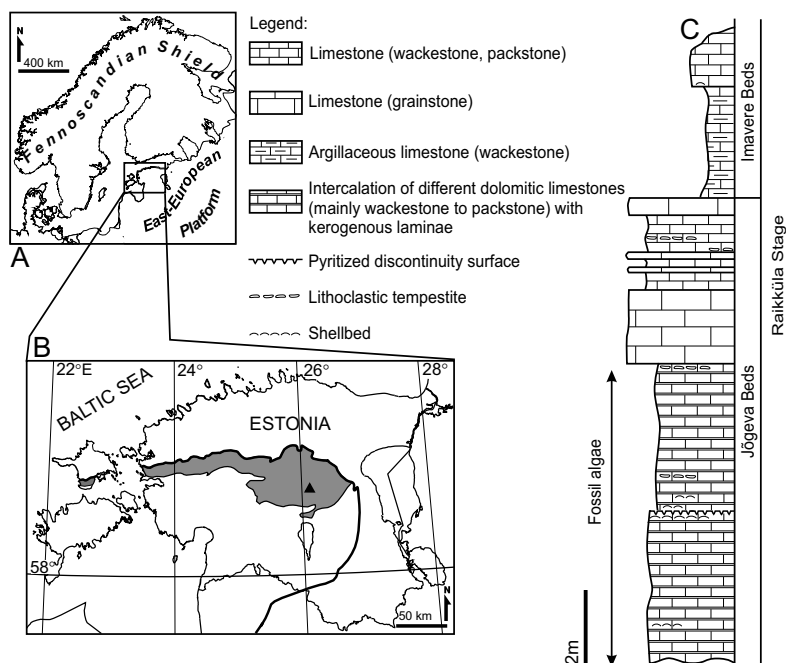 N
400 km
Fennoscandian Shield
East-European
Platform
A
Legend:
Limestone (wackestone, packstone)
Limestone (grainstone)
Argillaceous limestone (wackestone)
Intercalation of different dolomitic limestones
(mainly wackestone to packstone) with
kerogenous laminae
Pyritized discontinuity surface
Lithoclastic tempestite
Shellbed
B
22°E
24°
26°
28°
BALTIC SEA
ESTONIA
58°
N
50 km
C
Imavere Beds
Raikküla Stage
Jõgeva Beds
Fossil algae
2m